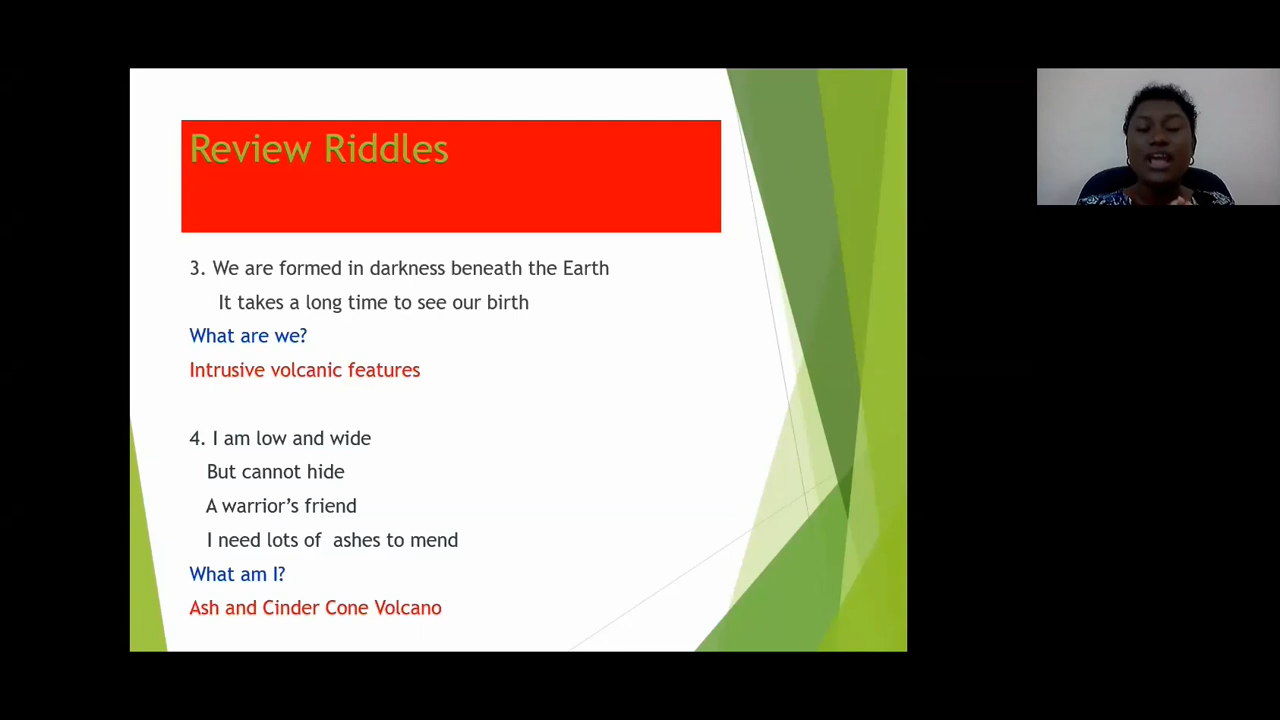 Review Riddles
3. We are formed in darkness beneath the Earth
It takes a long time to see our birth
What are we?
Intrusive volcanic features
4. I am low and wide
But cannot hide
A warrior’s friend
I need lots of  ashes to mend
What am I?
Ash and Cinder Cone Volcano